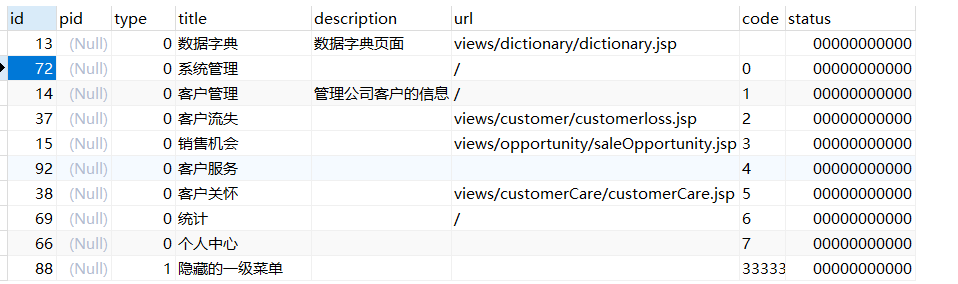 id pid type title description url code status
13 (Null) 0 数据字典 数据字典页面 views/dictionary/dictionary.jsp 00000000000
72 (Null) 0 系统管理 / 0 00000000000
14 (Null) 0 客户管理 管理公司客户的信息 / 1 00000000000
37 (Null) 0 客户流失 views/customer/customerloss.jsp 2 00000000000
15 (Null) 0 销售机会 views/opportunity/saleOpportunity.jsp 3 00000000000
92 (Null) 0 客户服务 4 00000000000
38 (Null) 0 客户关怀 views/customerCare/customerCare.jsp 5 00000000000
69 (Null) 0 统计 / 6 00000000000
66 (Null) 0 个人中心 7 00000000000
88 (Null) 1 隐藏的一级菜单 33333 00000000000